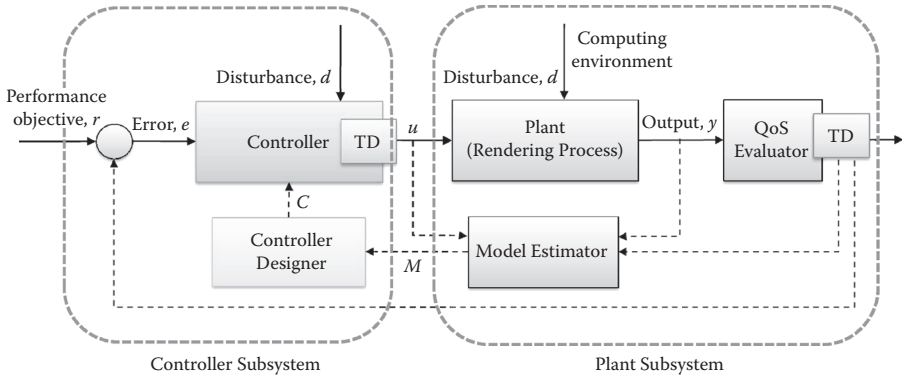 Computing
environment
Disturbance, d
Disturbance, d
Performance
objective, r
Error, e
Controller
TD
u
Plant
(Rendering Process)
Output, y
QoS
Evaluator
TD
C
Controller
Designer
M
Model Estimator
Controller Subsystem
Plant Subsystem